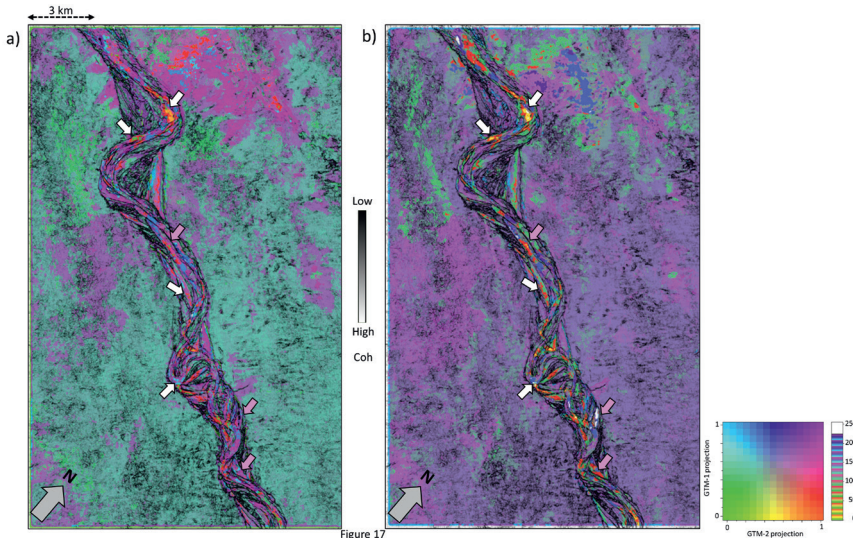 3 km
a)
b)
Low
High
Coh
N
N
1
GTM-1 projection
0
0
1
GTM-2 projection
25
20
15
10
50
Figure 17